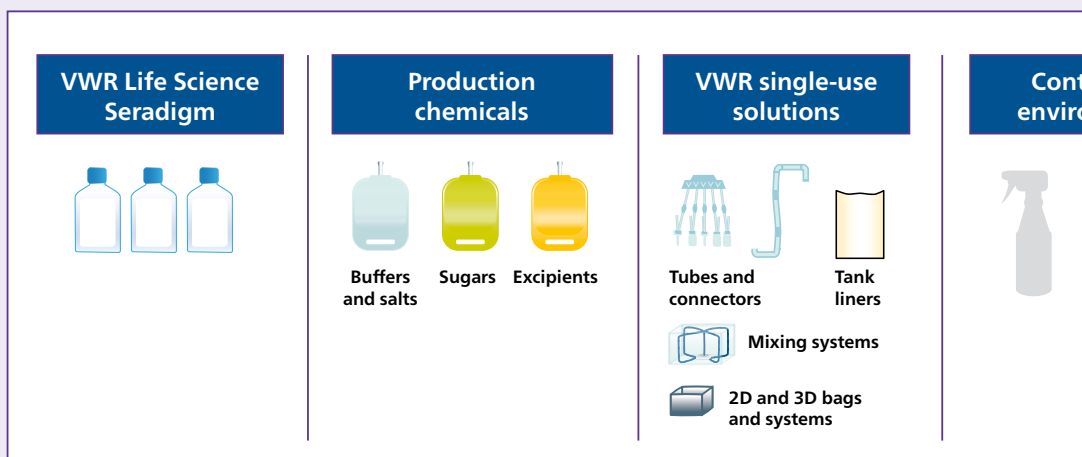 VWR Life Science
Seradigm
Production
chemicals
Buffers
and salts
Sugars
Excipients
VWR single-use
solutions
Tubes and
connectors
Tank
liners
Mixing systems
2D and 3D bags
and systems